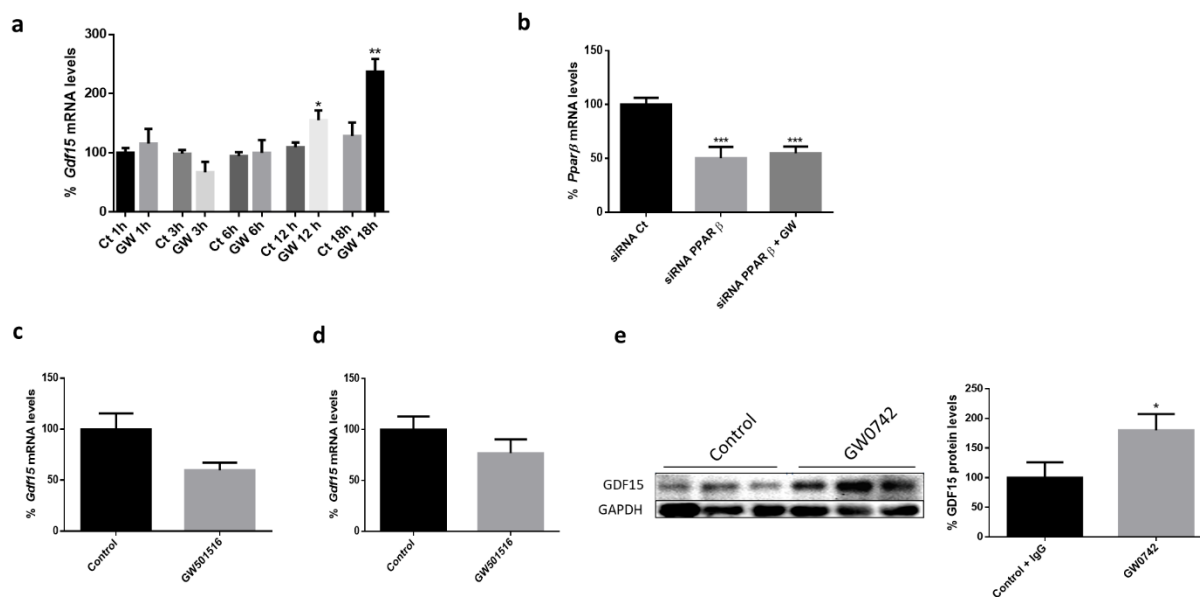 a
% Gdf15 mRNA levels
300
200
100
0
*
**
Ct 1h
GW 1h
Ct 3h
GW 3h
Ct 6h
GW 6h
Ct 12 h
GW 12 h
Ct 18h
GW 18h
b
% Pparβ mRNA levels
150
100
50
0
***
***
siRNA Ct
siRNA PPAR β
siRNA PPAR β + GW
c
% Gdf15 mRNA levels
150
100
50
0
Control
GW501516
d
% Gdf15 mRNA levels
150
100
50
0
Control
GW501516
e
Control
GW0742
GDF15
GAPDH
% GDF15 protein levels
250
200
150
100
50
0
*
Control + IgG
GW0742